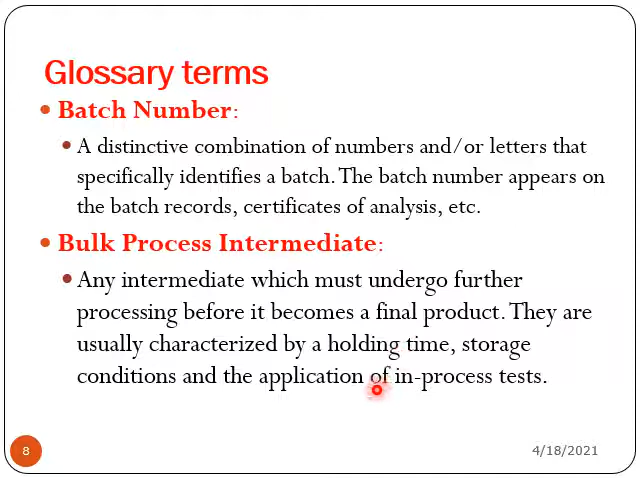 Glossary terms
• Batch Number:
• A distinctive combination of numbers and/or letters that
specifically identifies a batch. The batch number appears on
the batch records, certificates of analysis, etc.
• Bulk Process Intermediate:
• Any intermediate which must undergo further
processing before it becomes a final product. They are
usually characterized by a holding time, storage
conditions and the application of in-process tests.
8
4/18/2021